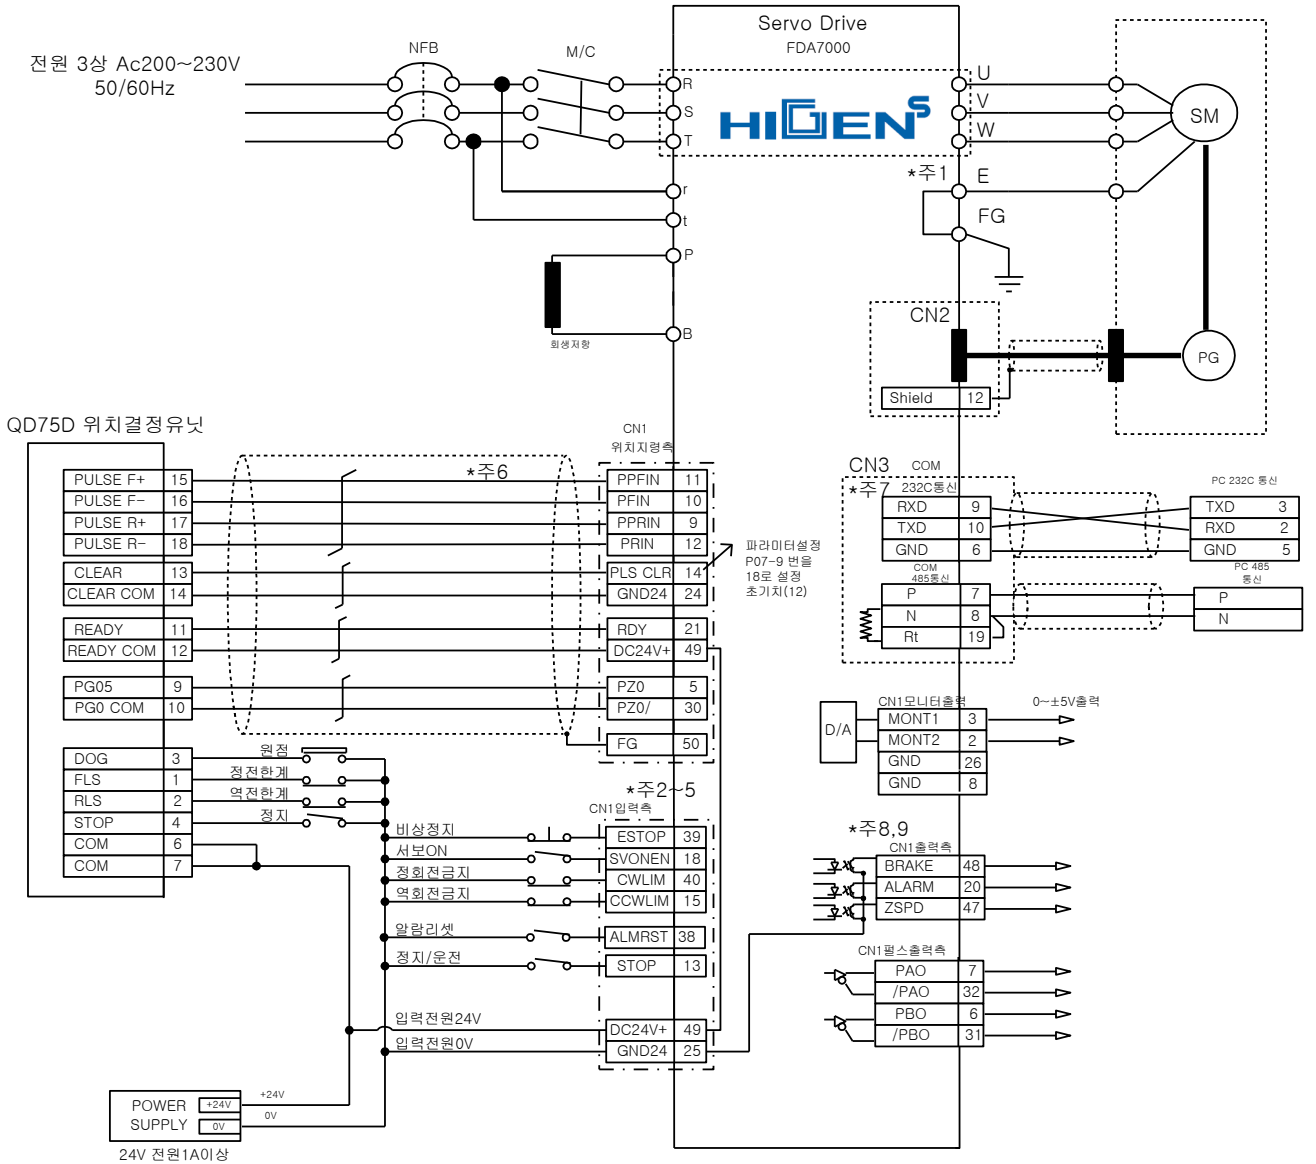 Servo Drive
FDA7000
NFB
M/C
전원 3상 Ac200~230V
50/60Hz
R
S
T
HIGEN S
U
V
W
SM
*주1
E
r
t
FG
P
B
회생저항
CN2
PG
Shield 12
QD75D 위치결정유닛
CN1
위치지령측
*주6
PULSE F+ 15
PULSE F- 16
PULSE R+ 17
PULSE R- 18
CLEAR 13
CLEAR COM 14
READY 11
READY COM 12
PG05 9
PG0 COM 10
PPFIN 11
PFIN 10
PPRIN 9
PRIN 12
PLS CLR 14
GND24 24
RDY 21
DC24V+ 49
PZ0 5
PZ0/ 30
FG 50
파라미터설정
P07-9 번을
18로 설정
초기치(12)
CN3
COM
*주7
232C통신
PC 232C 통신
RXD 9
TXD 10
GND 6
TXD 3
RXD 2
GND 5
COM
485통신
PC 485
통신
P 7
N 8
Rt 19
P
N
DOG 3
FLS 1
RLS 2
STOP 4
COM 6
COM 7
원점
정전한계
역전한계
정지
CN1모니터출력
0~±5V출력
D/A
MONT1 3
MONT2 2
GND 26
GND 8
*주2~5
CN1입력측
비상정지
서보ON
정회전금지
역회전금지
알람리셋
정지/운전
ESTOP 39
SVONEN 18
CWLIM 40
CCWLIM 15
ALMRST 38
STOP 13
*주8,9
CN1출력측
BRAKE 48
ALARM 20
ZSPD 47
CN1펄스출력측
PAO 7
/PAO 32
PBO 6
/PBO 31
입력전원24V
입력전원0V
DC24V+ 49
GND24 25
POWER
SUPPLY
+24V
0V
+24V
0V
24V 전원1A이상